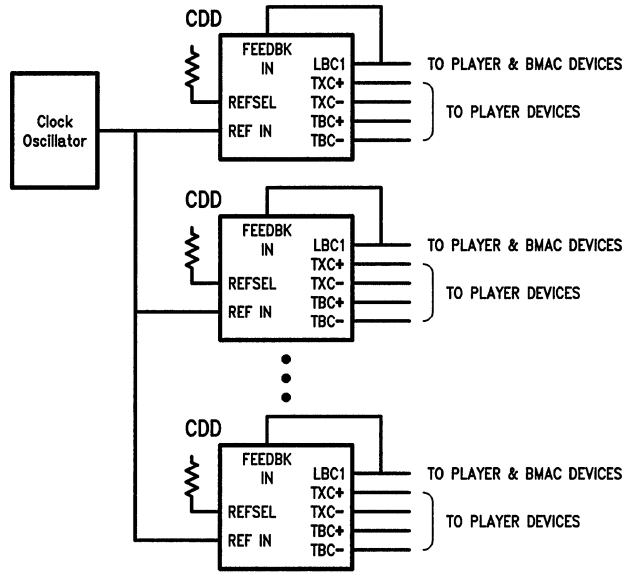 CDD
FEEDBK
IN
LBC1
TXC+
TXC-
TBC+
TBC-
REFSEL
REF IN
TO PLAYER & BMAC DEVICES
TO PLAYER DEVICES
Clock
Oscillator
CDD
FEEDBK
IN
LBC1
TXC+
TXC-
TBC+
TBC-
REFSEL
REF IN
TO PLAYER & BMAC DEVICES
TO PLAYER DEVICES
CDD
FEEDBK
IN
LBC1
TXC+
TXC-
TBC+
TBC-
REFSEL
REF IN
TO PLAYER & BMAC DEVICES
TO PLAYER DEVICES